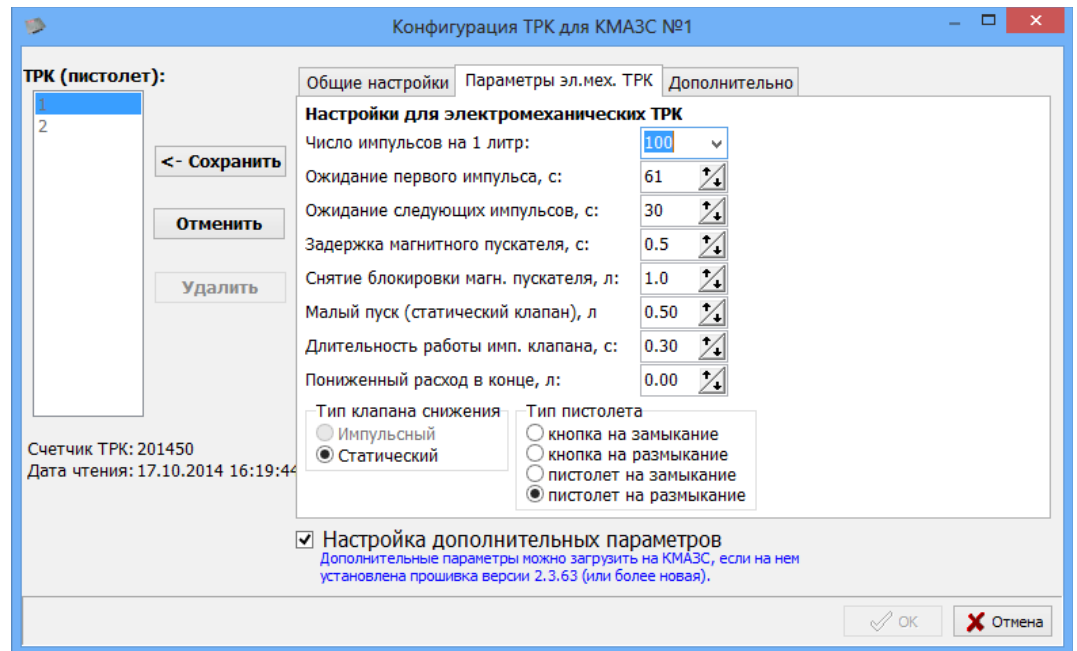 Конфигурация ТРК для КМАЗС №1
ТРК (пистолет):
1
2
<- Сохранить
Отменить
Удалить
Счетчик ТРК: 201450
Дата чтения: 17.10.2014 16:19:44
Общие настройки Параметры эл.мех. ТРК Дополнительно
Настройки для электромеханических ТРК
Число импульсов на 1 литр: 100
Ожидание первого импульса, с: 61
Ожидание следующих импульсов, с: 30
Задержка магнитного пускателя, с: 0.5
Снятие блокировки магн. пускателя, л: 1.0
Малый пуск (статический клапан), л 0.50
Длительность работы имп. клапана, с: 0.30
Пониженный расход в конце, л: 0.00
Тип клапана снижения
Импульсный
Статический
Тип пистолета
кнопка на замыкание
кнопка на размыкание
пистолет на замыкание
пистолет на размыкание
Настройка дополнительных параметров
Дополнительные параметры можно загрузить на КМАЗС, если на нем
установлена прошивка версии 2.3.63 (или более новая).
OK
Отмена